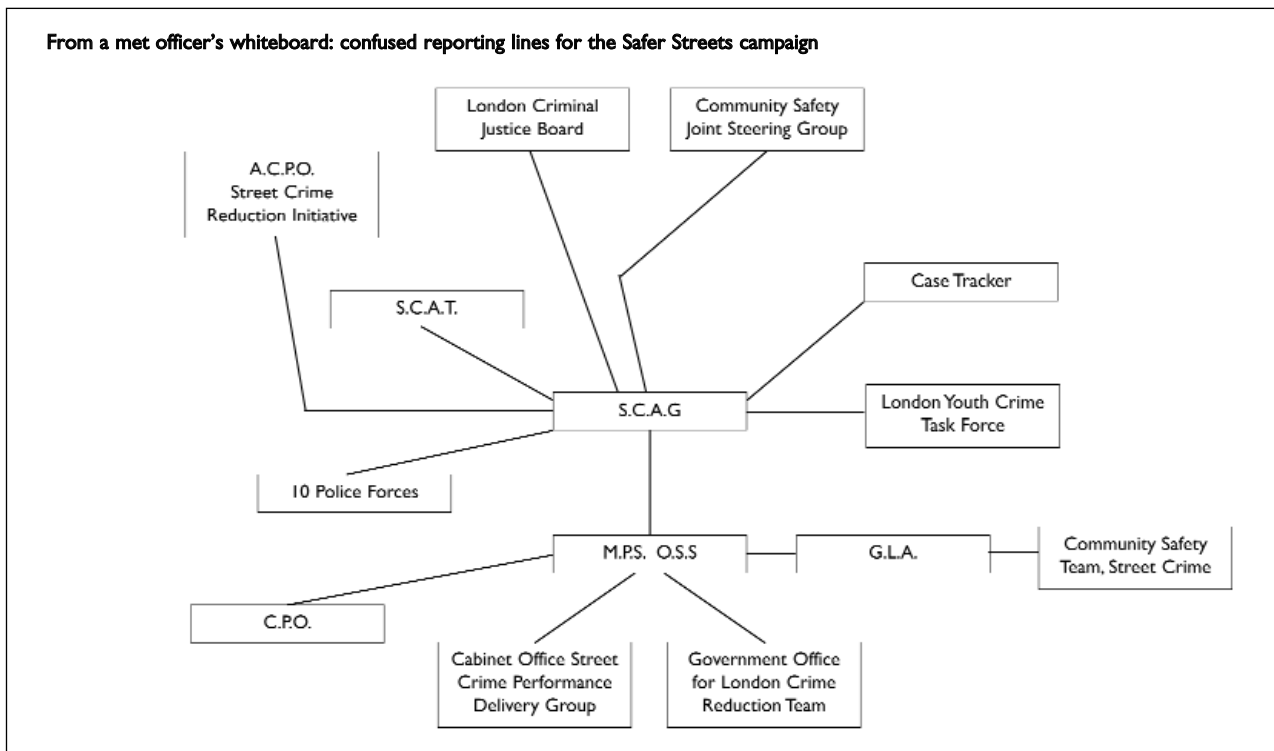 From a met officer's whiteboard: confused reporting lines for the Safer Streets campaign
London Criminal
Justice Board
Community Safety
Joint Steering Group
A.C.P.O.
Street Crime
Reduction Initiative
Case Tracker
S.C.A.T.
S.C.A.G
London Youth Crime
Task Force
10 Police Forces
M.P.S. O.S.S
G.L.A.
Community Safety
Team, Street Crime
C.P.O.
Cabinet Office Street
Crime Performance
Delivery Group
Government Office
for London Crime
Reduction Team